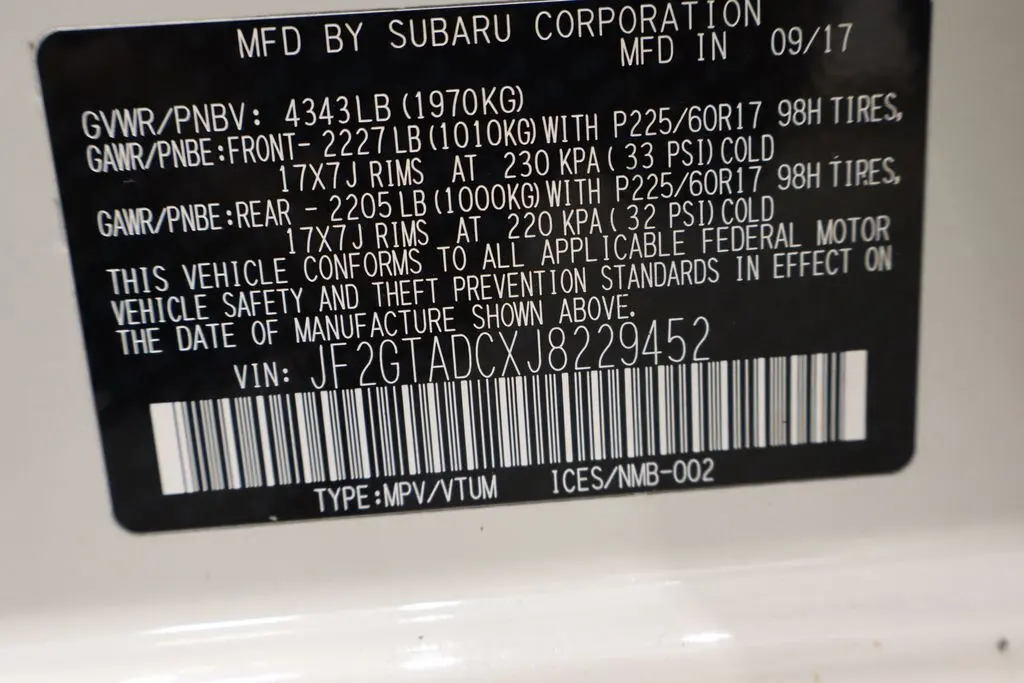 MFD BY SUBARU CORPORATION
MFD IN 09/17
GVWR/PNBV: 4343LB (1970KG)
GAWR/PNBE:FRONT- 2227 LB (1010KG) WITH P225/60R17 98H TIRES,
17X7J RIMS AT 230 KPA ( 33 PSI) COLD
GAWR/PNBE:REAR - 2205 LB (1000KG) WITH P225/60R17 98H TIRES,
17X7J RIMS AT 220 KPA ( 32 PSI) COLD
THIS VEHICLE CONFORMS TO ALL APPLICABLE FEDERAL MOTOR
VEHICLE SAFETY AND THEFT PREVENTION STANDARDS IN EFFECT ON
THE DATE OF MANUFACTURE SHOWN ABOVE.
VIN: JF2GTADCXJ8229452
TYPE:MPV/VTUM ICES/NMB-002